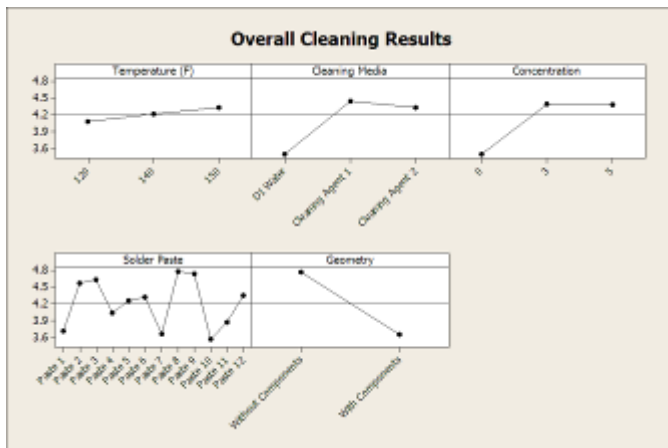 Overall Cleaning Results
Temperature (F) Cleaning Media Concentration
4.8
4.5
4.2
3.9
3.6
120 140 150 DI Water Cleaning Agent 1 Cleaning Agent 2 0 3 5
Solder Paste Geometry
4.8
4.5
4.2
3.9
3.6
Paste 1 Paste 2 Paste 3 Paste 4 Paste 5 Paste 6 Paste 7 Paste 8 Paste 9 Paste 10 Paste 11 Paste 12 Without Components With Components